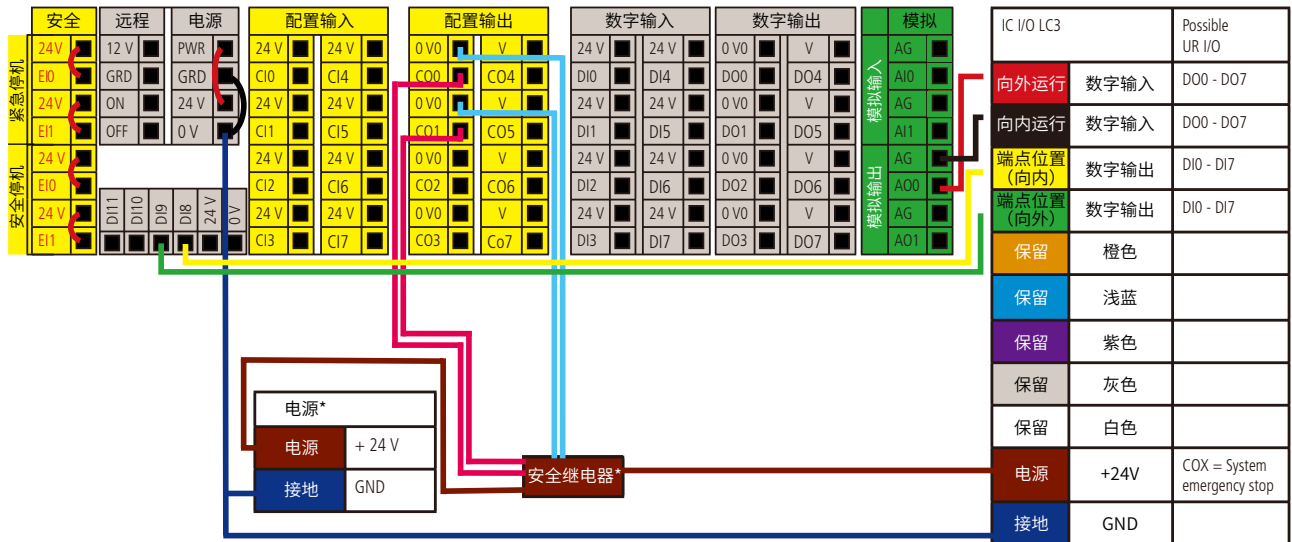 安全
远程
电源
配置输入
配置输出
数字输入
数字输出
模拟
紧急停机
安全停机
24V
EI0
24V
EI1
24 V
EI0
24 V
EI1
12 V
GRD
ON
OFF
PWR
GRD
24 V
0 V
DI11
DI10
DI9
DI8
24V
0V
24 V
CI0
24 V
CI1
24 V
CI2
24 V
CI3
24 V
CI4
24 V
CI5
24 V
CI6
24 V
CI7
0 V0
CO0
0 V0
CO1
0 V0
CO2
0 V0
CO3
V
CO4
V
CO5
V
CO6
V
Co7
24 V
DI0
24 V
DI1
24 V
DI2
24 V
DI3
24 V
DI4
24 V
DI5
24 V
DI6
24 V
DI7
0 V0
DO0
0 V0
DO1
0 V0
DO2
0 V0
DO3
V
DO4
V
DO5
V
DO6
V
DO7
模拟输入
模拟输出
AG
AI0
AG
AI1
AG
AO0
AG
AO1
IC I/O LC3
Possible
UR I/O
向外运行 数字输入 DO0 - DO7
向内运行 数字输入 DO0 - DO7
端点位置
（向内） 数字输出 DI0 - DI7
端点位置
（向外） 数字输出 DI0 - DI7
保留 橙色
保留 浅蓝
保留 紫色
保留 灰色
保留 白色
电源 +24V COX = System
emergency stop
接地 GND
电源*
电源 + 24 V
接地 GND
安全继电器*